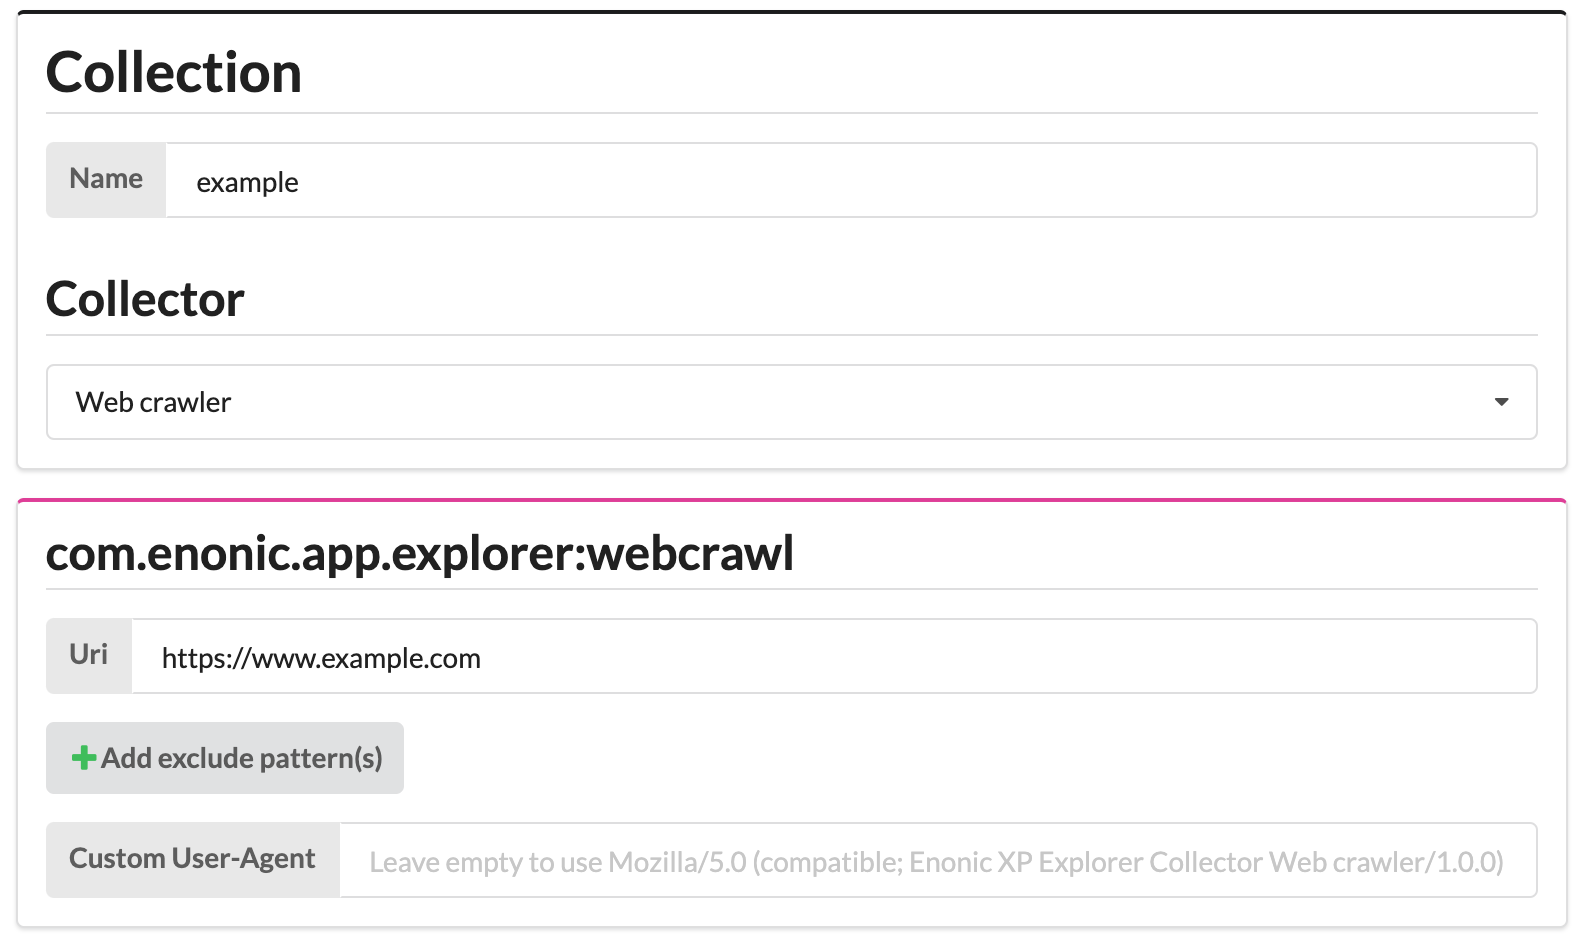 Collection
Name example
Collector
Web crawler
com.enonic.app.explorer:webcrawl
Uri https://www.example.com
Add exclude pattern(s)
Custom User-Agent Leave empty to use Mozilla/5.0 (compatible; Enonic XP Explorer Collector Web crawler/1.0.0)